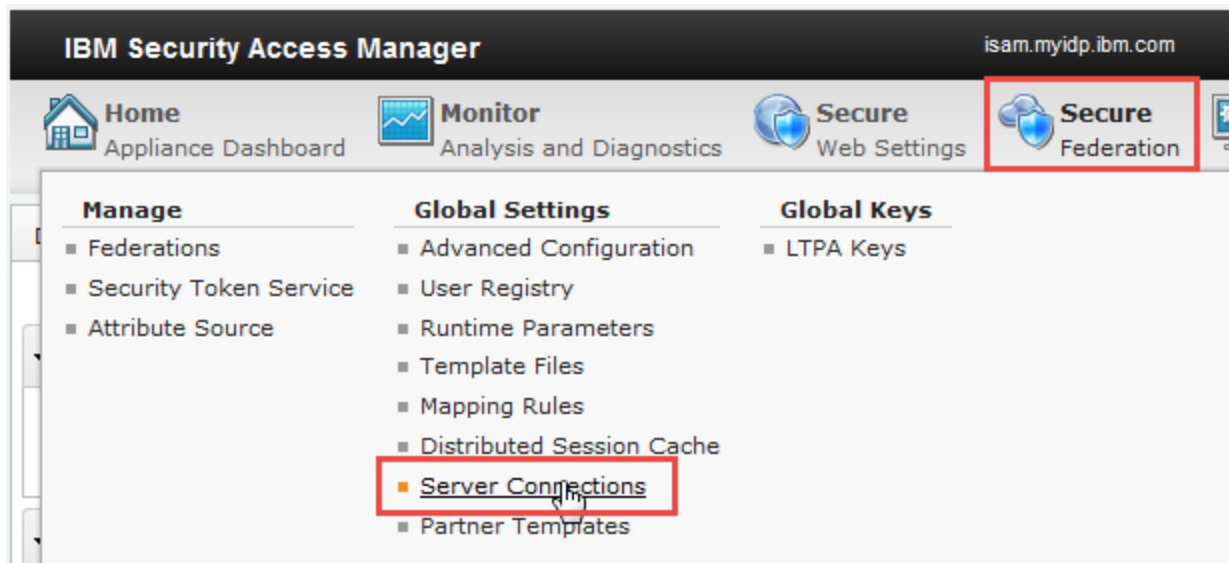 IBM Security Access Manager
isam.myidp.ibm.com
Home
Appliance Dashboard
Monitor
Analysis and Diagnostics
Secure
Web Settings
Secure
Federation
Manage
Federations
Security Token Service
Attribute Source
Global Settings
Advanced Configuration
User Registry
Runtime Parameters
Template Files
Mapping Rules
Distributed Session Cache
Server Connections
Partner Templates
Global Keys
LTPA Keys